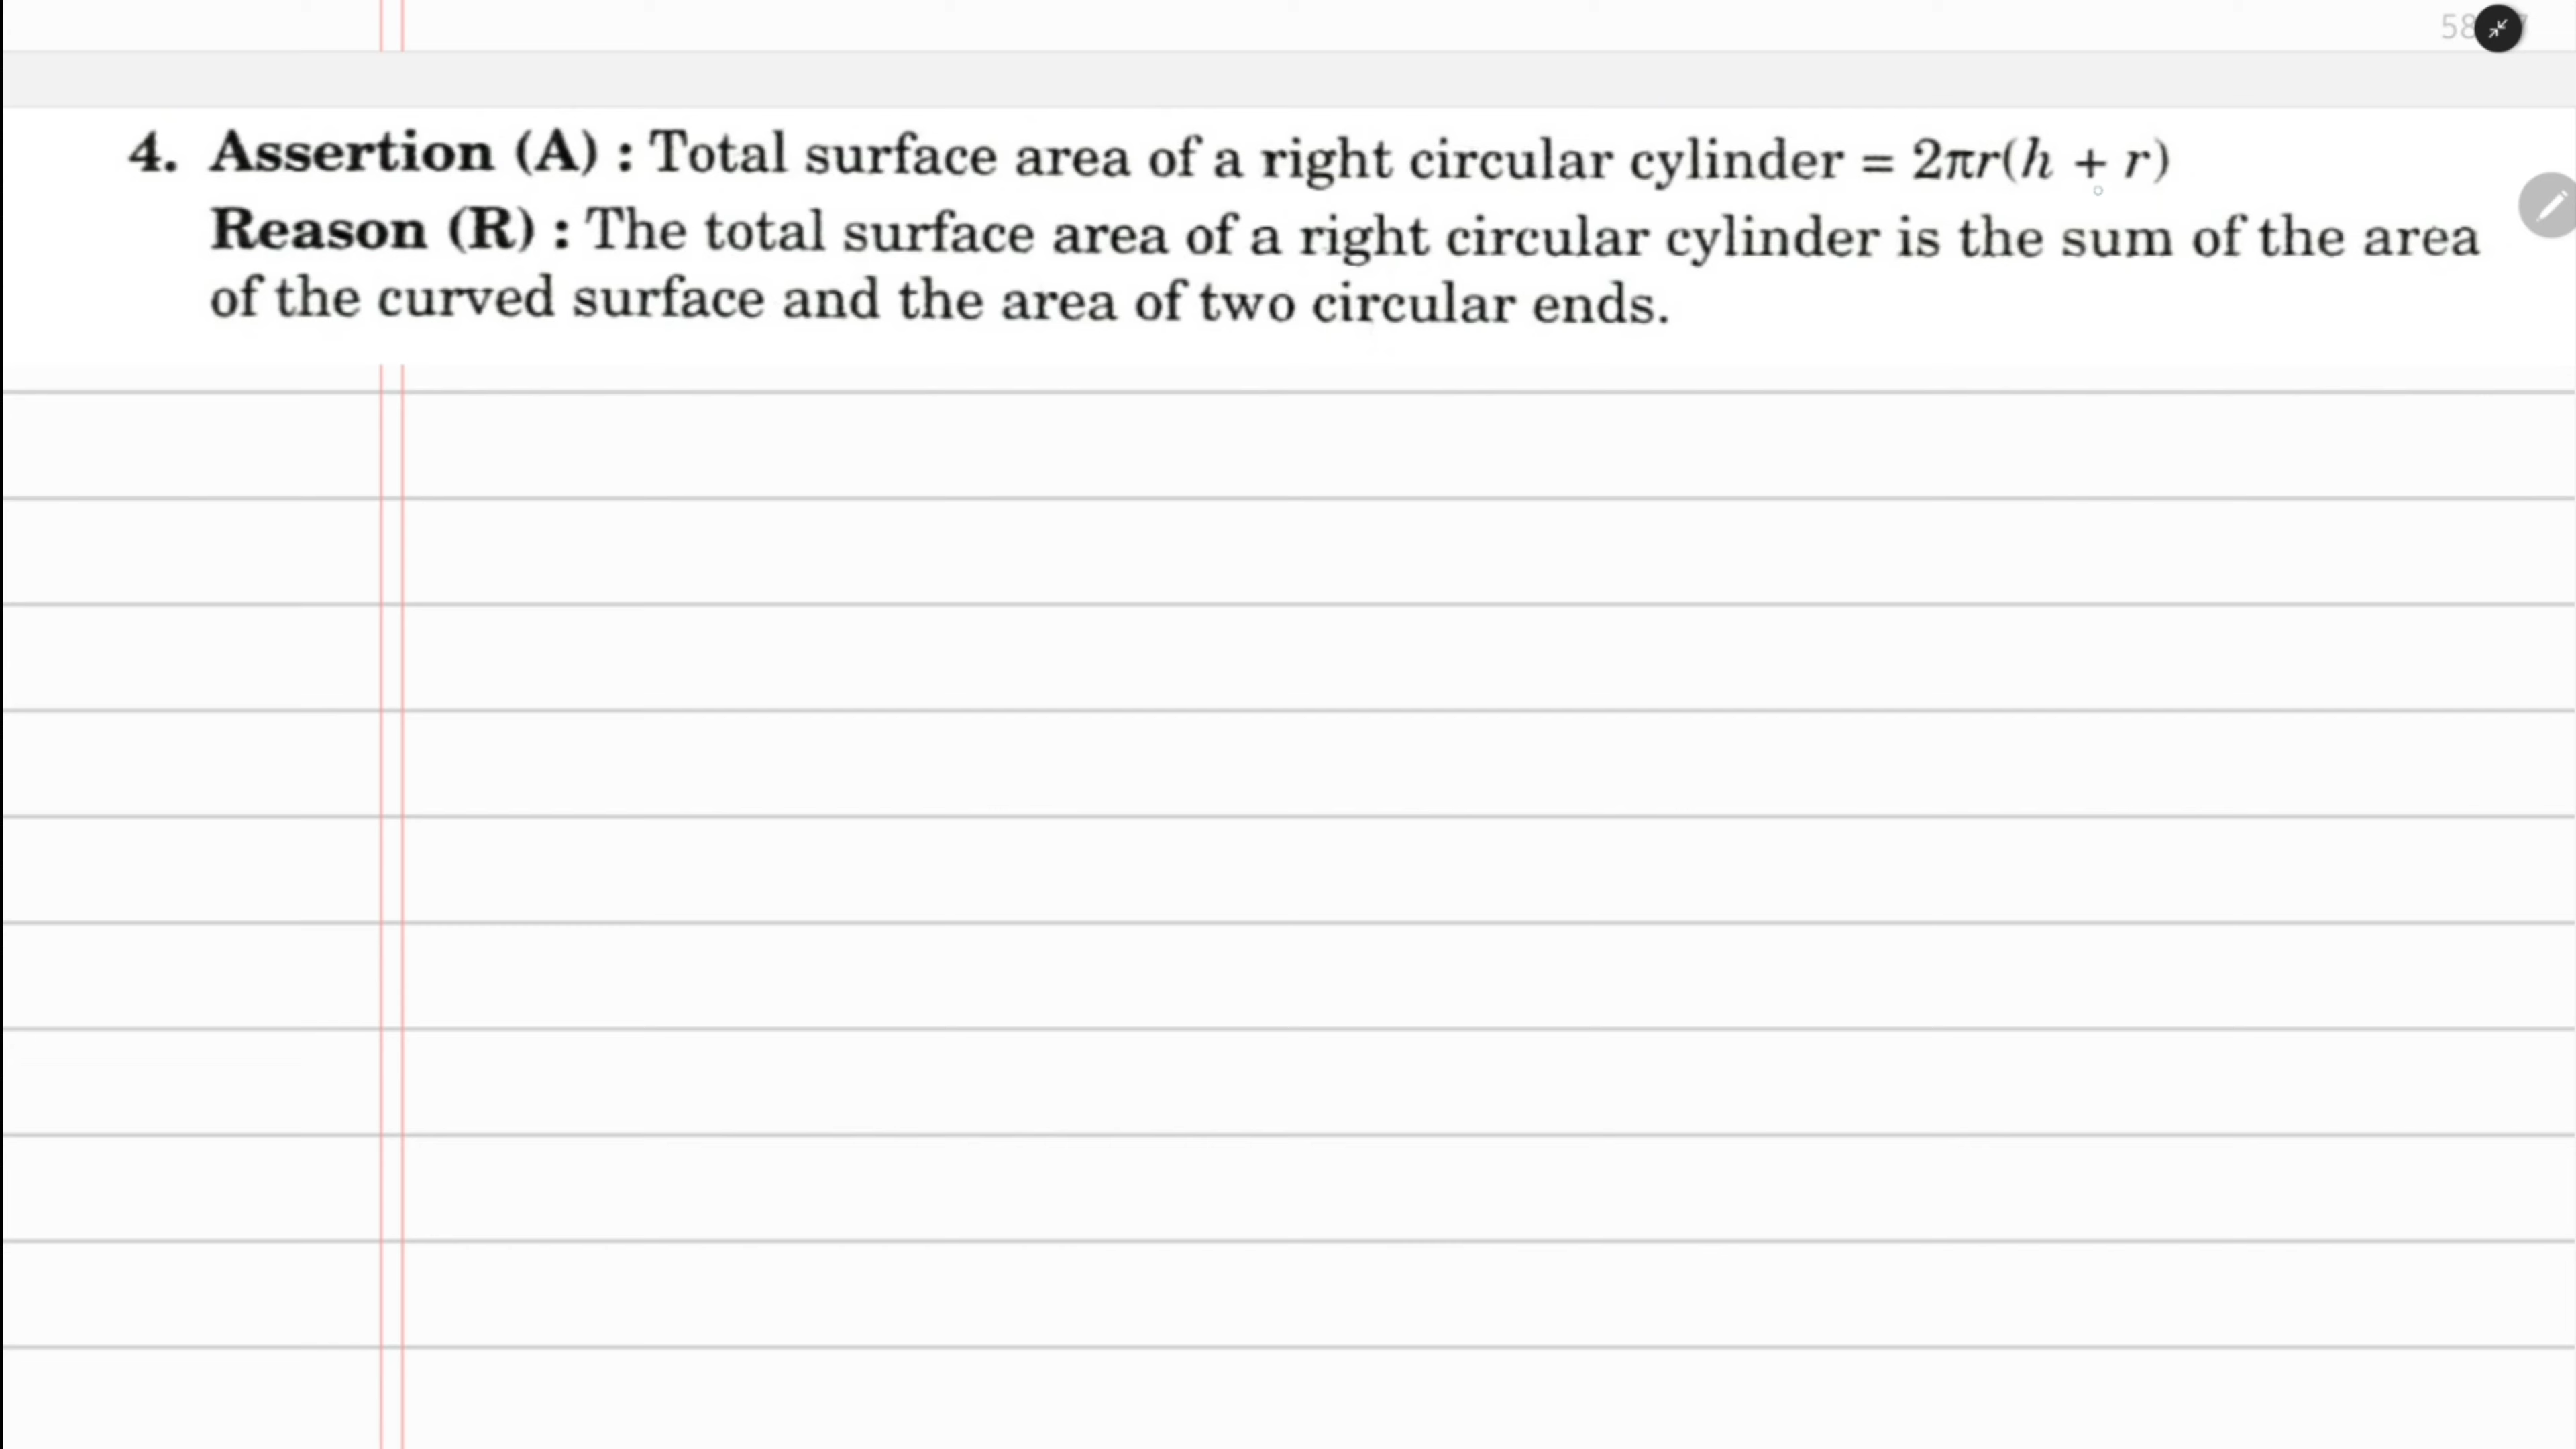 58
4. Assertion (A) : Total surface area of a right circular cylinder = 2πr(h + r)
Reason (R) : The total surface area of a right circular cylinder is the sum of the area
of the curved surface and the area of two circular ends.